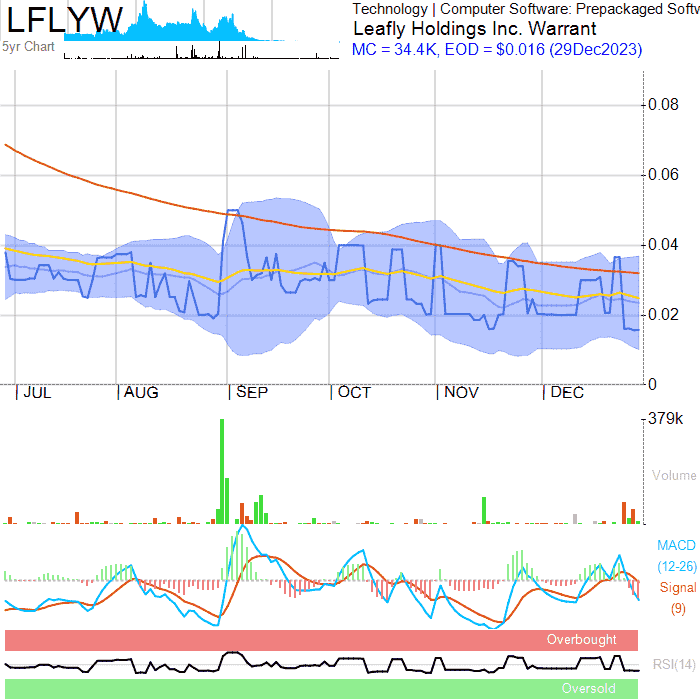 LFLYW
5yr Chart
Technology | Computer Software: Prepackaged Softw
Leafly Holdings Inc. Warrant
MC = 34.4K, EOD = $0.016 (29Dec2023)
0.08
0.06
0.04
0.02
0
JUL AUG SEP OCT NOV DEC
379k
Volume
MACD
(12-26)
Signal
(9)
Overbought
RSI(14)
Oversold